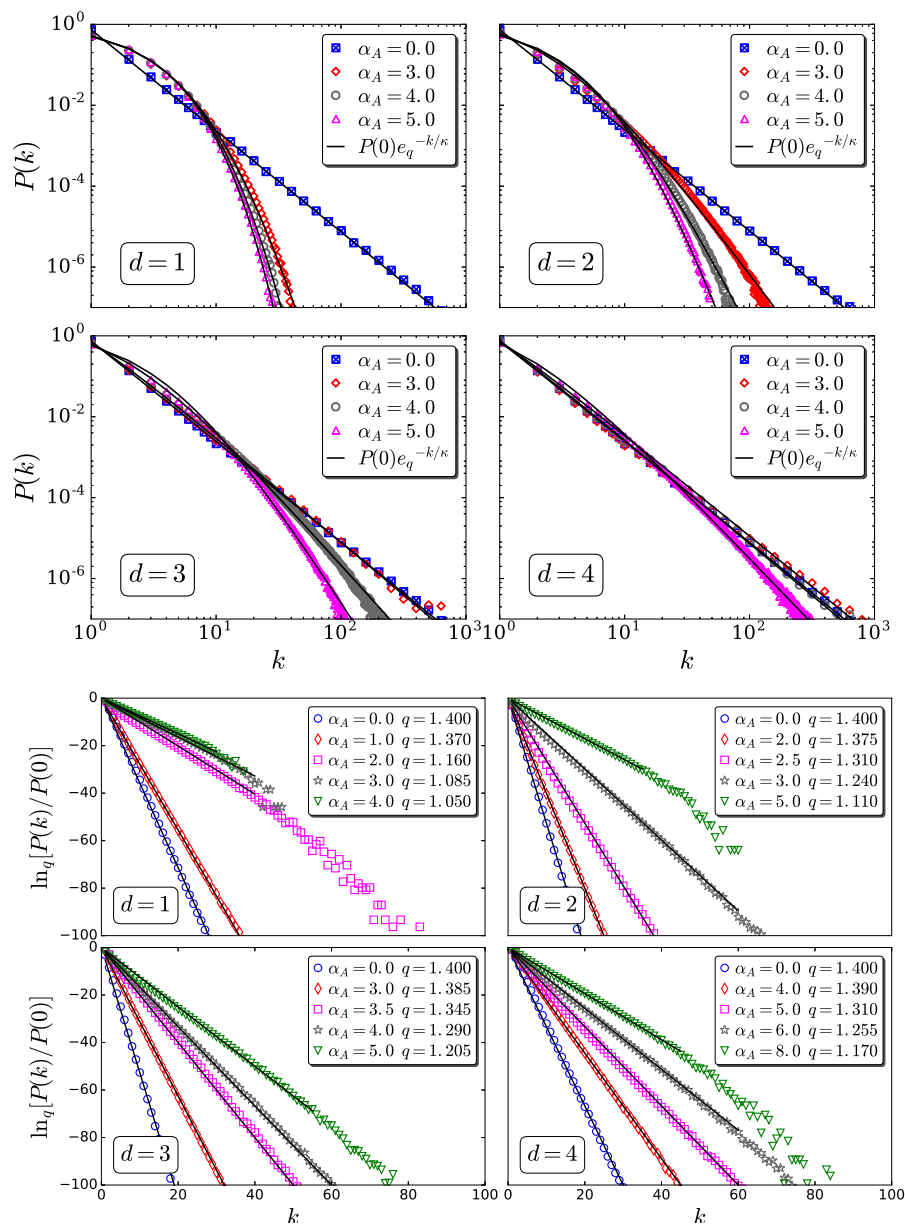 10^0
10^{-2}
10^{-4}
10^{-6}
P(k)
α_A = 0.0
α_A = 3.0
α_A = 4.0
α_A = 5.0
P(0)e_q^{-k/κ}
d = 1
α_A = 0.0
α_A = 3.0
α_A = 4.0
α_A = 5.0
P(0)e_q^{-k/κ}
d = 2
10^0
10^{-2}
10^{-4}
10^{-6}
P(k)
α_A = 0.0
α_A = 3.0
α_A = 4.0
α_A = 5.0
P(0)e_q^{-k/κ}
d = 3
10^0 10^1 10^2 10^3
k
α_A = 0.0
α_A = 3.0
α_A = 4.0
α_A = 5.0
P(0)e_q^{-k/κ}
d = 4
10^0 10^1 10^2 10^3
k
0
−20
−40
−60
−80
−100
ln_q[P(k)/P(0)]
α_A = 0.0 q = 1.400
α_A = 1.0 q = 1.370
α_A = 2.0 q = 1.160
α_A = 3.0 q = 1.085
α_A = 4.0 q = 1.050
d = 1
α_A = 0.0 q = 1.400
α_A = 2.0 q = 1.375
α_A = 2.5 q = 1.310
α_A = 3.0 q = 1.240
α_A = 5.0 q = 1.110
d = 2
0
−20
−40
−60
−80
−100
ln_q[P(k)/P(0)]
α_A = 0.0 q = 1.400
α_A = 3.0 q = 1.385
α_A = 3.5 q = 1.345
α_A = 4.0 q = 1.290
α_A = 5.0 q = 1.205
d = 3
0 20 40 60 80 100
k
α_A = 0.0 q = 1.400
α_A = 4.0 q = 1.390
α_A = 5.0 q = 1.310
α_A = 6.0 q = 1.255
α_A = 8.0 q = 1.170
d = 4
0 20 40 60 80 100
k